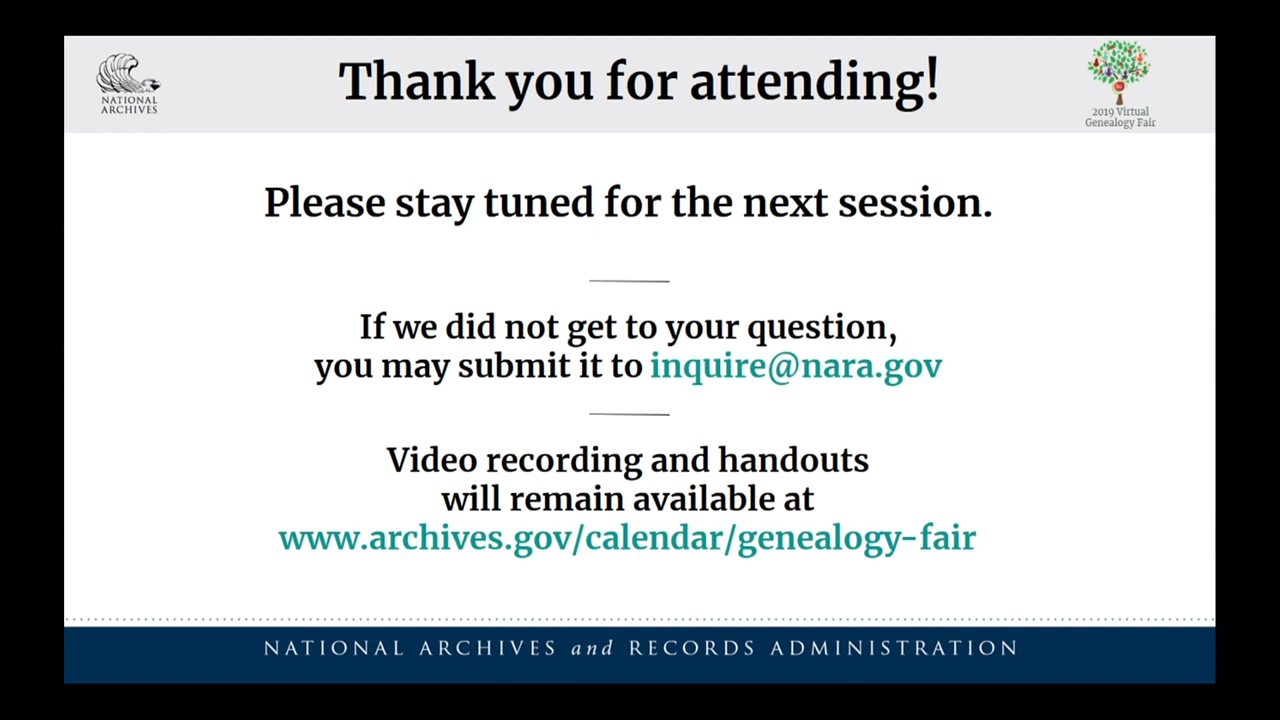 NATIONAL
ARCHIVES
Thank you for attending!
2019 Virtual
Genealogy Fair
Please stay tuned for the next session.
If we did not get to your question,
you may submit it to inquire@nara.gov
Video recording and handouts
will remain available at
www.archives.gov/calendar/genealogy-fair
NATIONAL ARCHIVES and RECORDS ADMINISTRATION